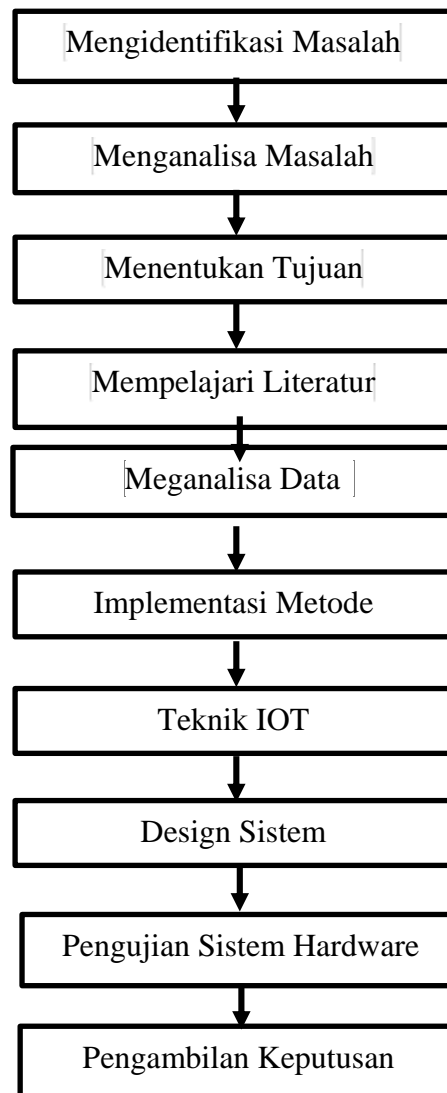 Mengidentifikasi Masalah
Menganalisa Masalah
Menentukan Tujuan
Mempelajari Literatur
Meganalisa Data
Implementasi Metode
Teknik IOT
Design Sistem
Pengujian Sistem Hardware
Pengambilan Keputusan